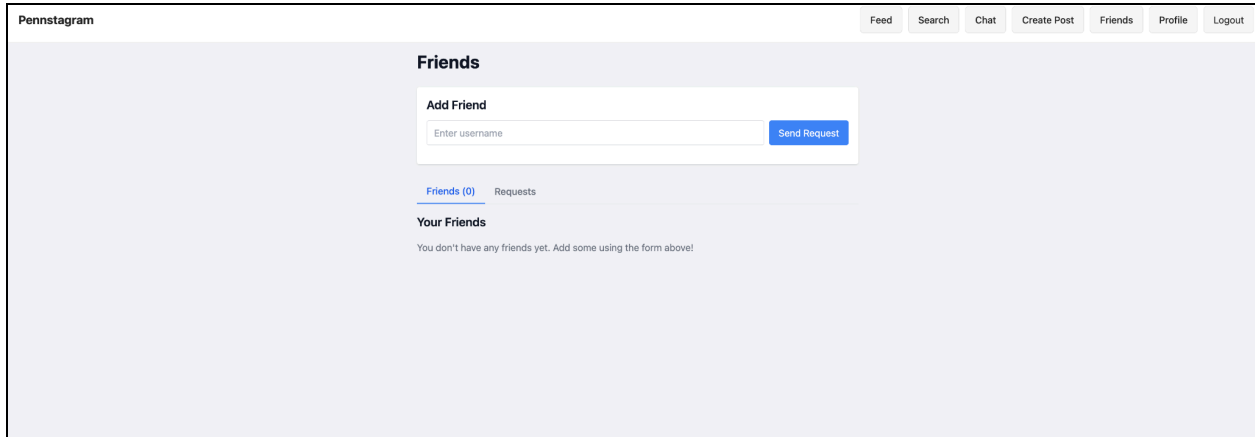 Pennstagram Feed Search Chat Create Post Friends Profile Logout
Friends
Add Friend
Enter username Send Request
Friends (0) Requests
Your Friends
You don't have any friends yet. Add some using the form above!